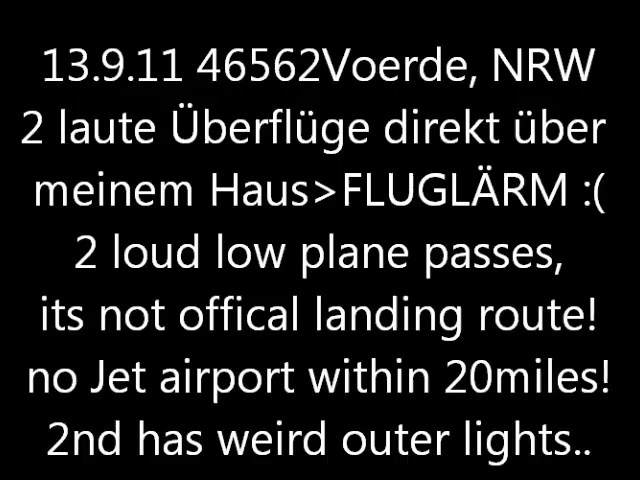 13.9.11 46562Voerde, NRW
2 laute Überflüge direkt über
meinem Haus>FLUGLÄRM :(
2 loud low plane passes,
its not offical landing route!
no Jet airport within 20miles!
2nd has weird outer lights..